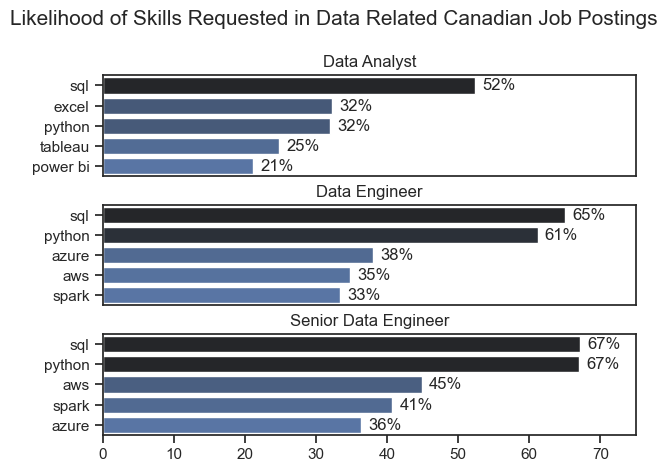 Likelihood of Skills Requested in Data Related Canadian Job Postings
Data Analyst
sql 52%
excel 32%
python 32%
tableau 25%
power bi 21%
Data Engineer
sql 65%
python 61%
azure 38%
aws 35%
spark 33%
Senior Data Engineer
sql 67%
python 67%
aws 45%
spark 41%
azure 36%
0 10 20 30 40 50 60 70